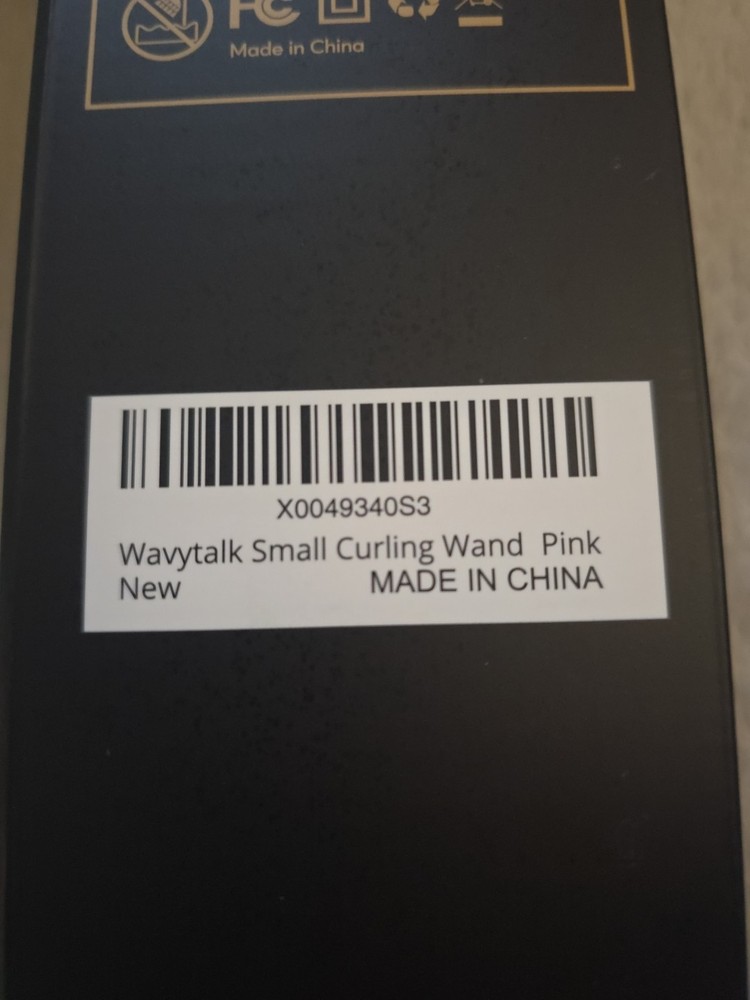 FC
Made in China
X0049340S3
Wavytalk Small Curling Wand  Pink
New MADE IN CHINA